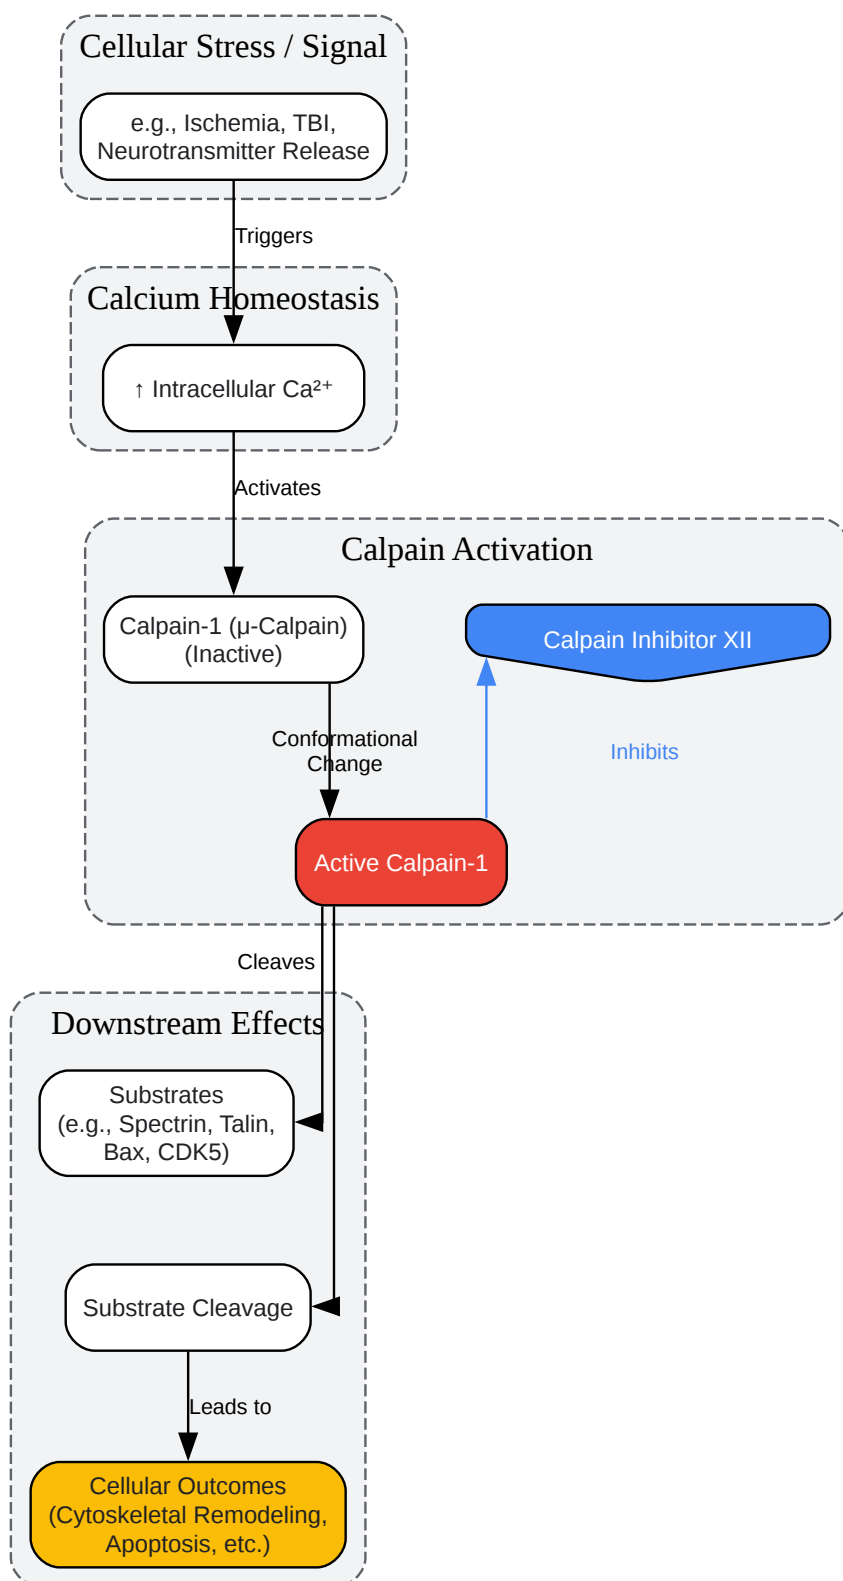 Cellular Stress / Signal
e.g., Ischemia, TBI,
Neurotransmitter Release
Triggers
Calcium Homeostasis
↑ Intracellular Ca²⁺
Activates
Calpain Activation
Calpain-1 (μ-Calpain)
(Inactive)
Calpain Inhibitor XII
Conformational
Change
Inhibits
Active Calpain-1
Cleaves
Downstream Effects
Substrates
(e.g., Spectrin, Talin,
Bax, CDK5)
Substrate Cleavage
Leads to
Cellular Outcomes
(Cytoskeletal Remodeling,
Apoptosis, etc.)